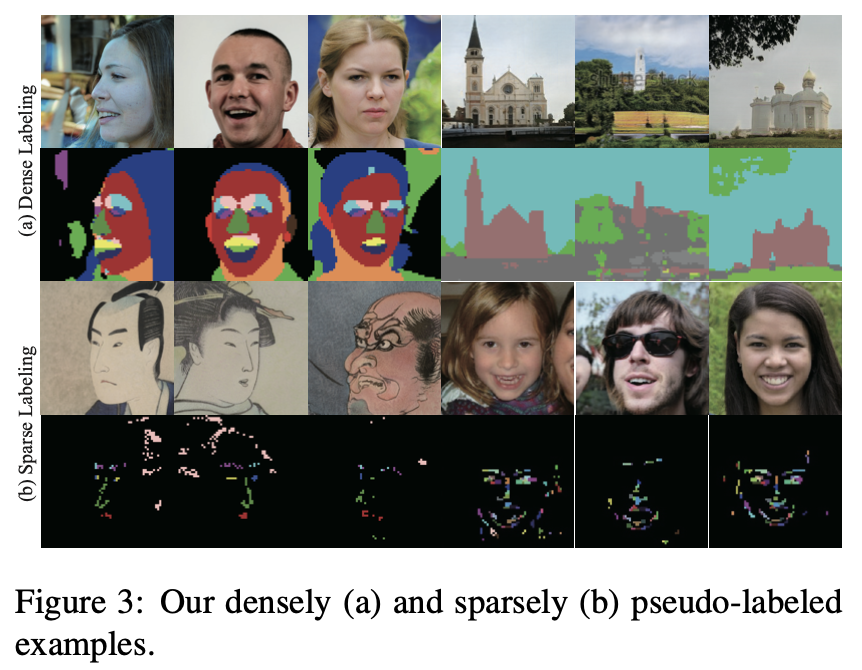 (a) Dense Labeling
(b) Sparse Labeling
Figure 3: Our densely (a) and sparsely (b) pseudo-labeled
examples.